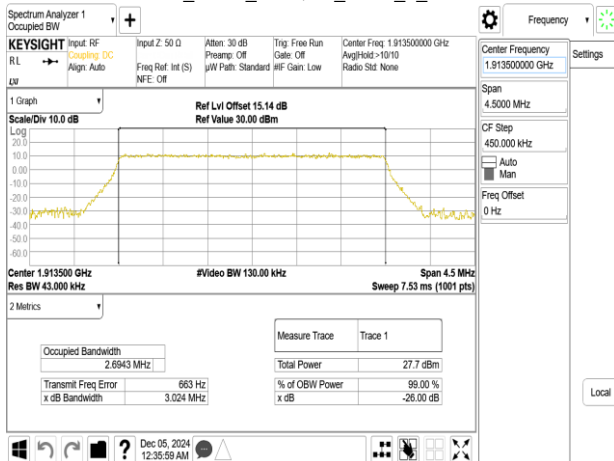 Spectrum Analyzer 1
Occupied BW
+
Frequency
KEYSIGHT
RL
LXI
Input: RF
Coupling: DC
Align: Auto
Input Z: 50 Ω
Freq Ref: Int (S)
NFE: Off
Atten: 30 dB
Preamp: Off
µW Path: Standard
Trig: Free Run
Gate: Off
#IF Gain: Low
Center Freq: 1.913500000 GHz
Avg|Hold:>10/10
Radio Std: None
Center Frequency
1.913500000 GHz
Settings
Span
4.5000 MHz
CF Step
450.000 kHz
Auto
Man
Freq Offset
0 Hz
Local
1 Graph
Scale/Div 10.0 dB
Ref Lvl Offset 15.14 dB
Ref Value 30.00 dBm
Log
20.0
10.0
0.00
-10.0
-20.0
-30.0
-40.0
-50.0
-60.0
Center 1.913500 GHz
#Video BW 130.00 kHz
Span 4.5 MHz
Res BW 43.000 kHz
Sweep 7.53 ms (1001 pts)
2 Metrics
Occupied Bandwidth
2.6943 MHz
Transmit Freq Error 663 Hz
x dB Bandwidth 3.024 MHz
Measure Trace Trace 1
Total Power 27.7 dBm
% of OBW Power 99.00 %
x dB -26.00 dB
?
Dec 05, 2024
12:35:59 AM